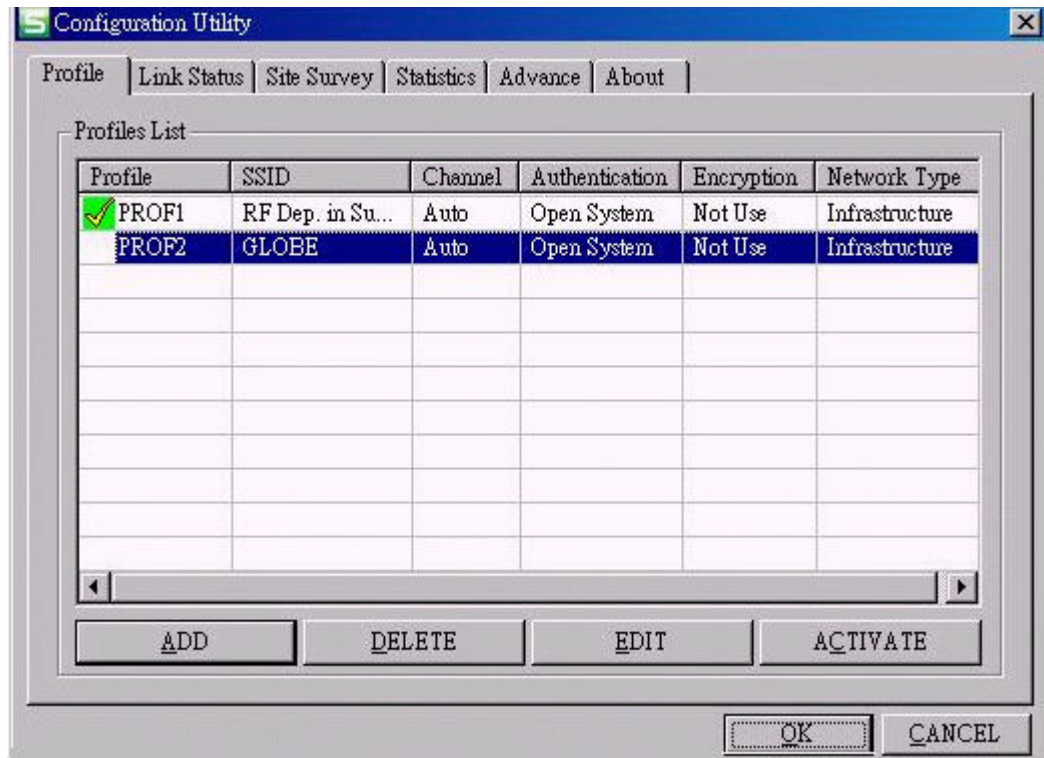 Configuration Utility
Profile Link Status Site Survey Statistics Advance About
Profiles List
Profile SSID Channel Authentication Encryption Network Type
PROF1 RF Dep. in Su... Auto Open System Not Use Infrastructure
PROF2 GLOBE Auto Open System Not Use Infrastructure
ADD DELETE EDIT ACTIVATE
OK CANCEL